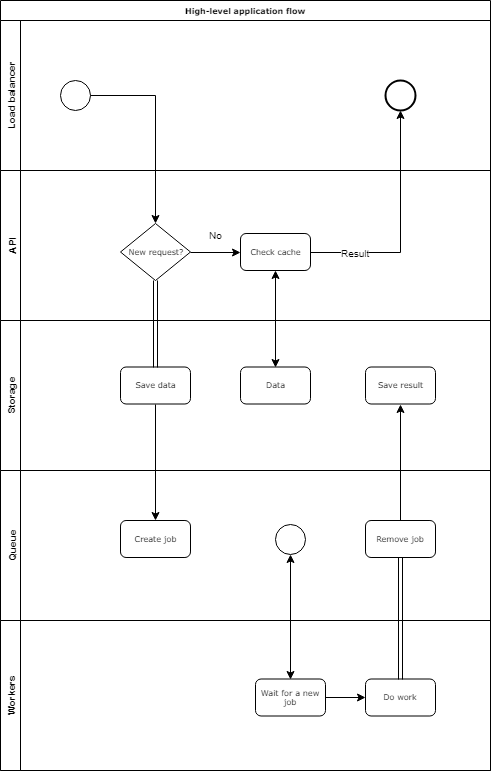 High-level application flow
Load balancer
API
New request?
No
Check cache
Result
Storage
Save data
Data
Save result
Queue
Create job
Remove job
Workers
Wait for a new
job
Do work